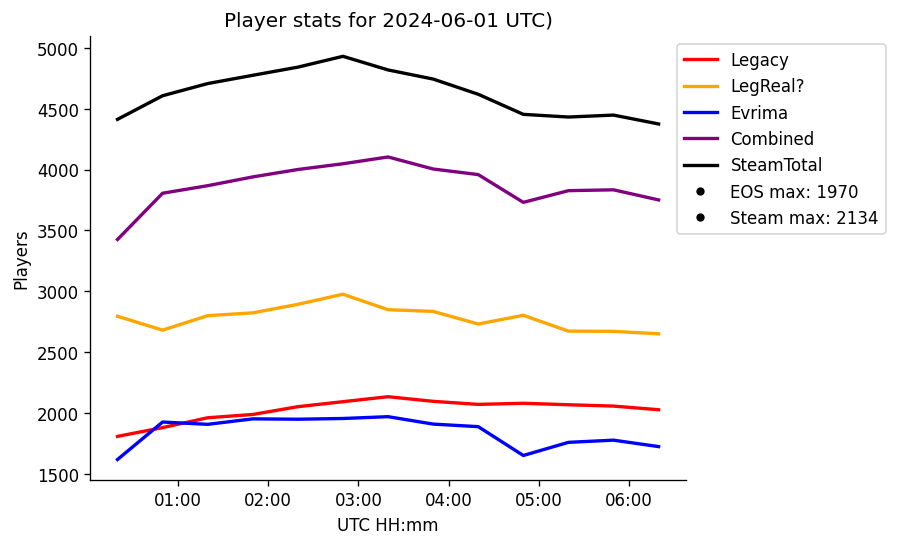 Player stats for 2024-06-01 UTC)
Players
5000
4500
4000
3500
3000
2500
2000
1500
01:00 02:00 03:00 04:00 05:00 06:00
UTC HH:mm
Legacy
LegReal?
Evrima
Combined
SteamTotal
EOS max: 1970
Steam max: 2134